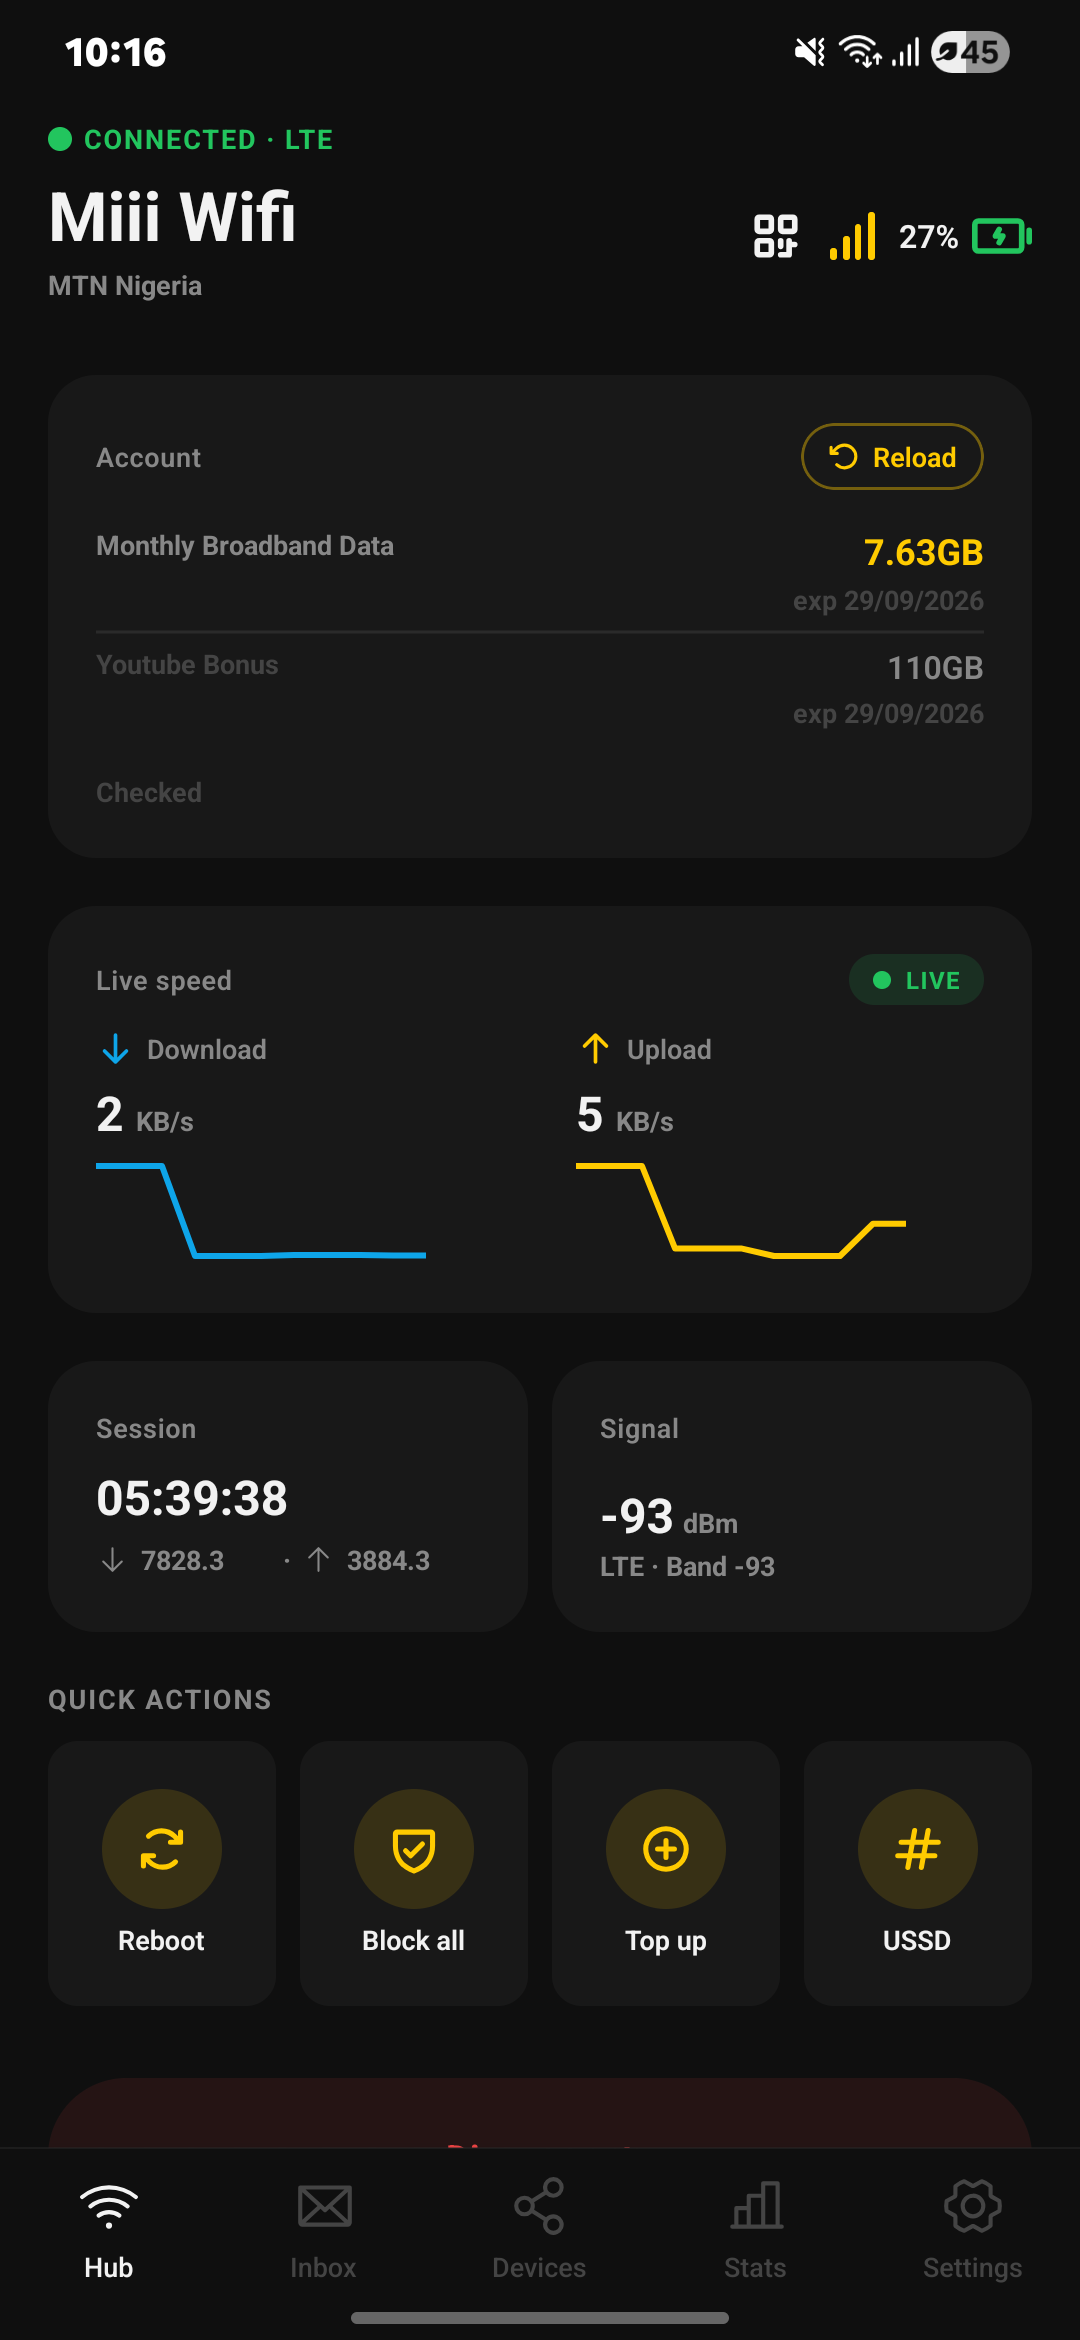 10:16
45
CONNECTED · LTE
Miii Wifi
27%
MTN Nigeria
Account
Reload
Monthly Broadband Data
7.63GB
exp 29/09/2026
Youtube Bonus
110GB
exp 29/09/2026
Checked
Live speed
LIVE
Download
Upload
2 KB/s
5 KB/s
Session
Signal
05:39:38
-93 dBm
7828.3 · 3884.3
LTE · Band -93
QUICK ACTIONS
Reboot
Block all
Top up
USSD
Hub
Inbox
Devices
Stats
Settings